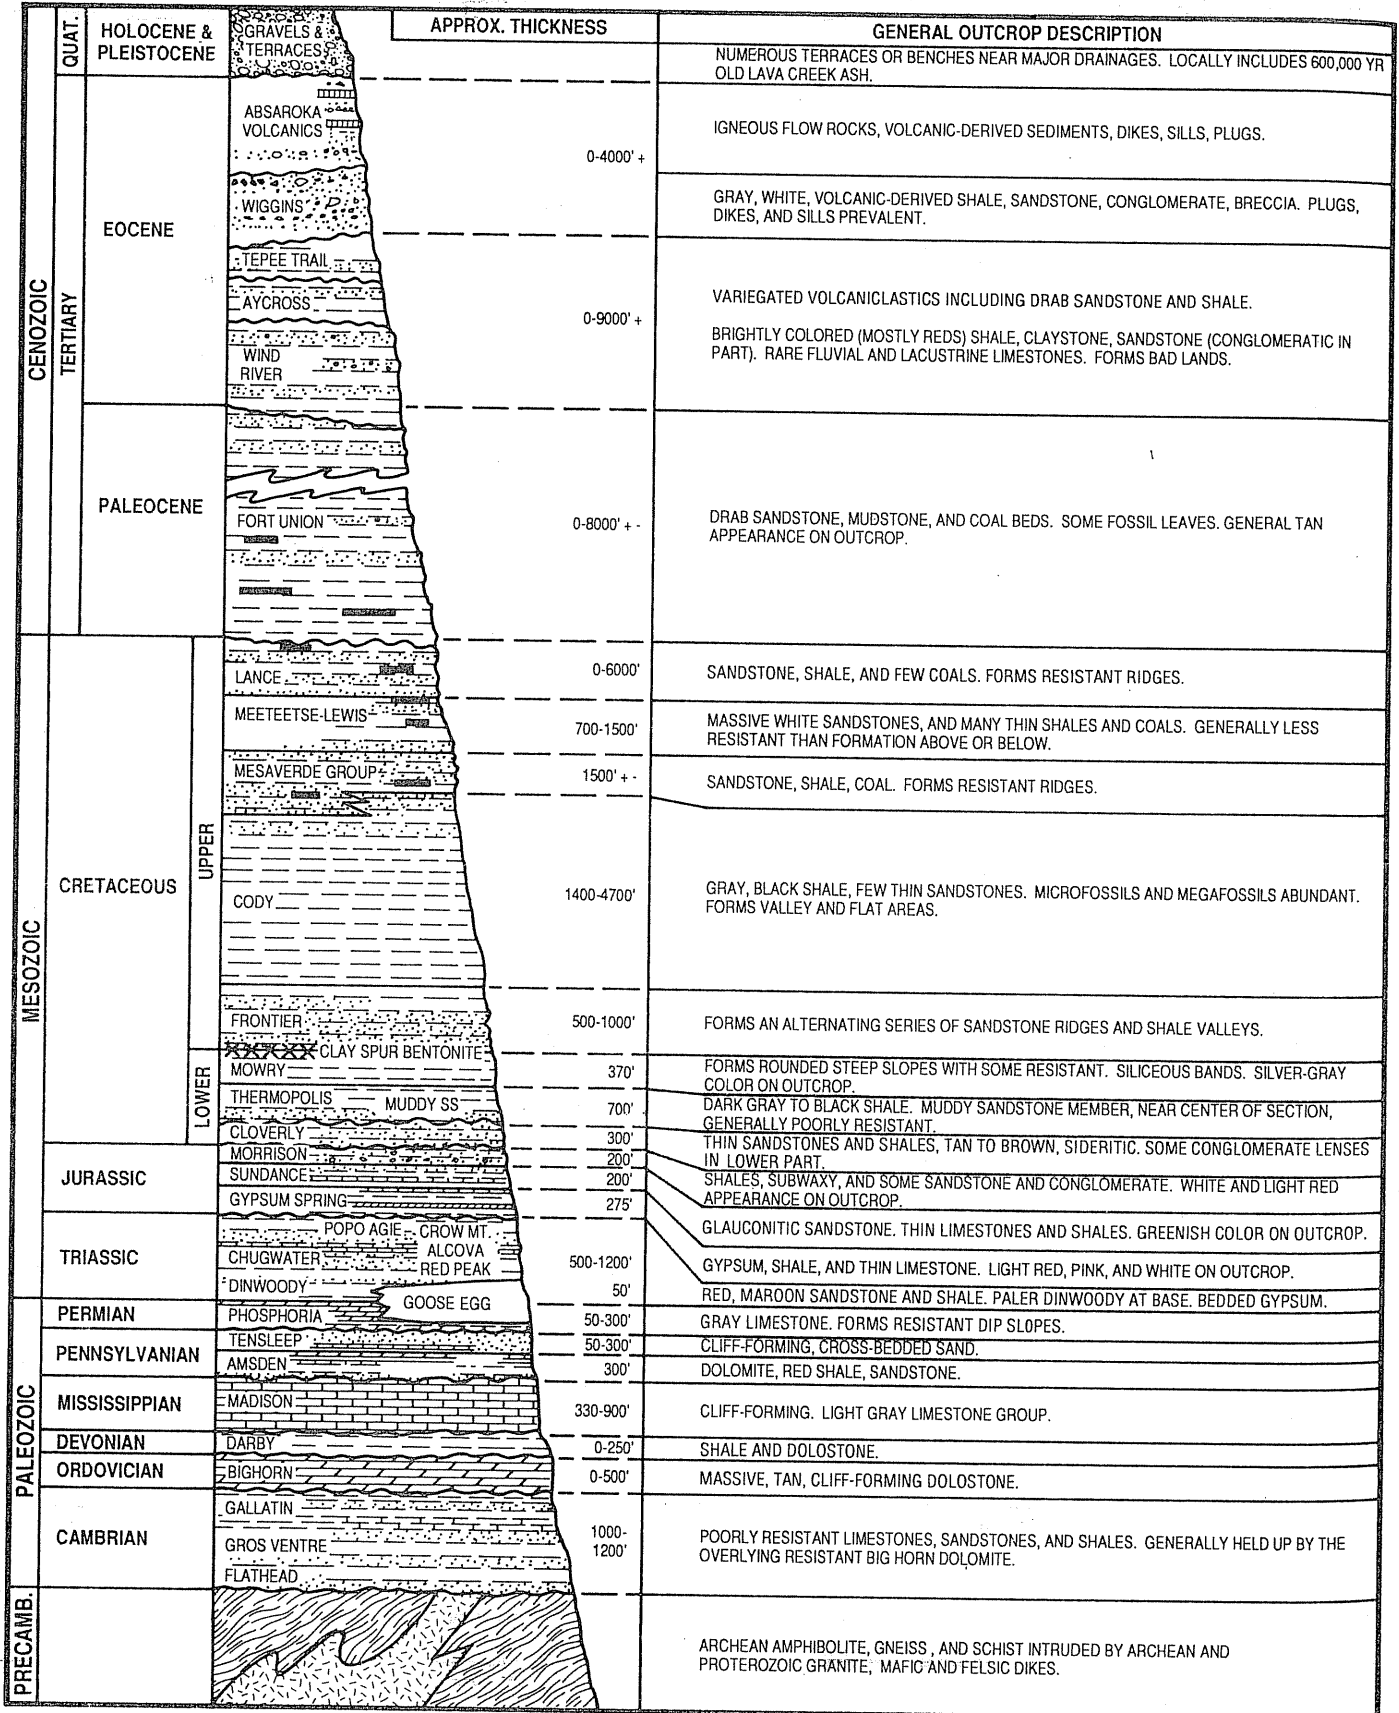 APPROX. THICKNESS
GENERAL OUTCROP DESCRIPTION
CENOZOIC
QUAT.
HOLOCENE &
PLEISTOCENE
GRAVELS &
TERRACES
NUMEROUS TERRACES OR BENCHES NEAR MAJOR DRAINAGES. LOCALLY INCLUDES 600,000 YR
OLD LAVA CREEK ASH.
TERTIARY
EOCENE
ABSAROKA
VOLCANICS
0-4000' +
IGNEOUS FLOW ROCKS, VOLCANIC-DERIVED SEDIMENTS, DIKES, SILLS, PLUGS.
WIGGINS
GRAY, WHITE, VOLCANIC-DERIVED SHALE, SANDSTONE, CONGLOMERATE, BRECCIA. PLUGS,
DIKES, AND SILLS PREVALENT.
TEPEE TRAIL
AYCROSS
WIND
RIVER
0-9000' +
VARIEGATED VOLCANICLASTICS INCLUDING DRAB SANDSTONE AND SHALE.
BRIGHTLY COLORED (MOSTLY REDS) SHALE, CLAYSTONE, SANDSTONE (CONGLOMERATIC IN
PART). RARE FLUVIAL AND LACUSTRINE LIMESTONES. FORMS BAD LANDS.
PALEOCENE
FORT UNION
0-8000' + -
DRAB SANDSTONE, MUDSTONE, AND COAL BEDS. SOME FOSSIL LEAVES. GENERAL TAN
APPEARANCE ON OUTCROP.
MESOZOIC
CRETACEOUS
UPPER
LANCE
0-6000'
SANDSTONE, SHALE, AND FEW COALS. FORMS RESISTANT RIDGES.
MEETEETSE-LEWIS
700-1500'
MASSIVE WHITE SANDSTONES, AND MANY THIN SHALES AND COALS. GENERALLY LESS
RESISTANT THAN FORMATION ABOVE OR BELOW.
MESAVERDE GROUP
1500' + -
SANDSTONE, SHALE, COAL. FORMS RESISTANT RIDGES.
CODY
1400-4700'
GRAY, BLACK SHALE, FEW THIN SANDSTONES. MICROFOSSILS AND MEGAFOSSILS ABUNDANT.
FORMS VALLEY AND FLAT AREAS.
FRONTIER
500-1000'
FORMS AN ALTERNATING SERIES OF SANDSTONE RIDGES AND SHALE VALLEYS.
LOWER
CLAY SPUR BENTONITE
MOWRY
370'
FORMS ROUNDED STEEP SLOPES WITH SOME RESISTANT. SILICEOUS BANDS. SILVER-GRAY
COLOR ON OUTCROP.
THERMOPOLIS
MUDDY SS
700'
DARK GRAY TO BLACK SHALE. MUDDY SANDSTONE MEMBER, NEAR CENTER OF SECTION,
GENERALLY POORLY RESISTANT.
CLOVERLY
300'
THIN SANDSTONES AND SHALES, TAN TO BROWN, SIDERITIC. SOME CONGLOMERATE LENSES
IN LOWER PART.
JURASSIC
MORRISON
200'
SHALES, SUBWAXY, AND SOME SANDSTONE AND CONGLOMERATE. WHITE AND LIGHT RED
APPEARANCE ON OUTCROP.
SUNDANCE
200'
GLAUCONITIC SANDSTONE. THIN LIMESTONES AND SHALES. GREENISH COLOR ON OUTCROP.
GYPSUM SPRING
275'
GYPSUM, SHALE, AND THIN LIMESTONE. LIGHT RED, PINK, AND WHITE ON OUTCROP.
TRIASSIC
POPO AGIE
CROW MT.
CHUGWATER
ALCOVA
RED PEAK
500-1200'
DINWOODY
50'
RED, MAROON SANDSTONE AND SHALE. PALER DINWOODY AT BASE. BEDDED GYPSUM.
GOOSE EGG
PALEOZOIC
PERMIAN
PHOSPHORIA
50-300'
GRAY LIMESTONE. FORMS RESISTANT DIP SLOPES.
PENNSYLVANIAN
TENSLEEP
50-300'
CLIFF-FORMING, CROSS-BEDDED SAND.
AMSDEN
300'
DOLOMITE, RED SHALE, SANDSTONE.
MISSISSIPPIAN
MADISON
330-900'
CLIFF-FORMING. LIGHT GRAY LIMESTONE GROUP.
DEVONIAN
DARBY
0-250'
SHALE AND DOLOSTONE.
ORDOVICIAN
BIGHORN
0-500'
MASSIVE, TAN, CLIFF-FORMING DOLOSTONE.
CAMBRIAN
GALLATIN
GROS VENTRE
FLATHEAD
1000-
1200'
POORLY RESISTANT LIMESTONES, SANDSTONES, AND SHALES. GENERALLY HELD UP BY THE
OVERLYING RESISTANT BIG HORN DOLOMITE.
PRECAMB.
ARCHEAN AMPHIBOLITE, GNEISS , AND SCHIST INTRUDED BY ARCHEAN AND
PROTEROZOIC GRANITE, MAFIC AND FELSIC DIKES.